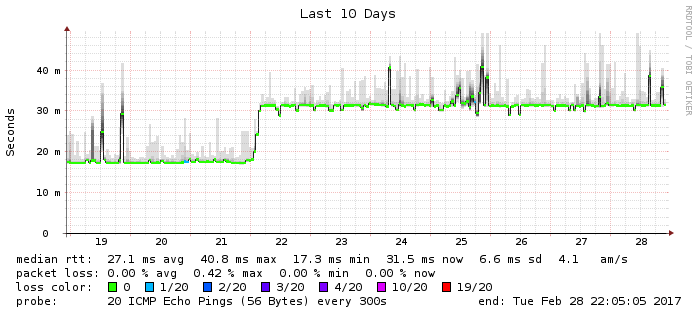 Last 10 Days
RRDTOOL / TOBI OETIKER
Seconds
40 m
30 m
20 m
10 m
0
19 20 21 22 23 24 25 26 27 28
median rtt: 27.1 ms avg 40.8 ms max 17.3 ms min 31.5 ms now 6.6 ms sd 4.1 am/s
packet loss: 0.00 % avg 0.42 % max 0.00 % min 0.00 % now
loss color: 0 1/20 2/20 3/20 4/20 10/20 19/20
probe: 20 ICMP Echo Pings (56 Bytes) every 300s end: Tue Feb 28 22:05:05 2017